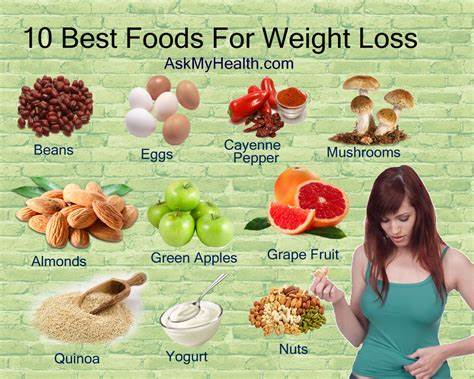 10 Best Foods For Weight Loss
AskMyHealth.com
Beans
Eggs
Cayenne
Pepper
Mushrooms
Almonds
Green Apples
Grape Fruit
Quinoa
Yogurt
Nuts